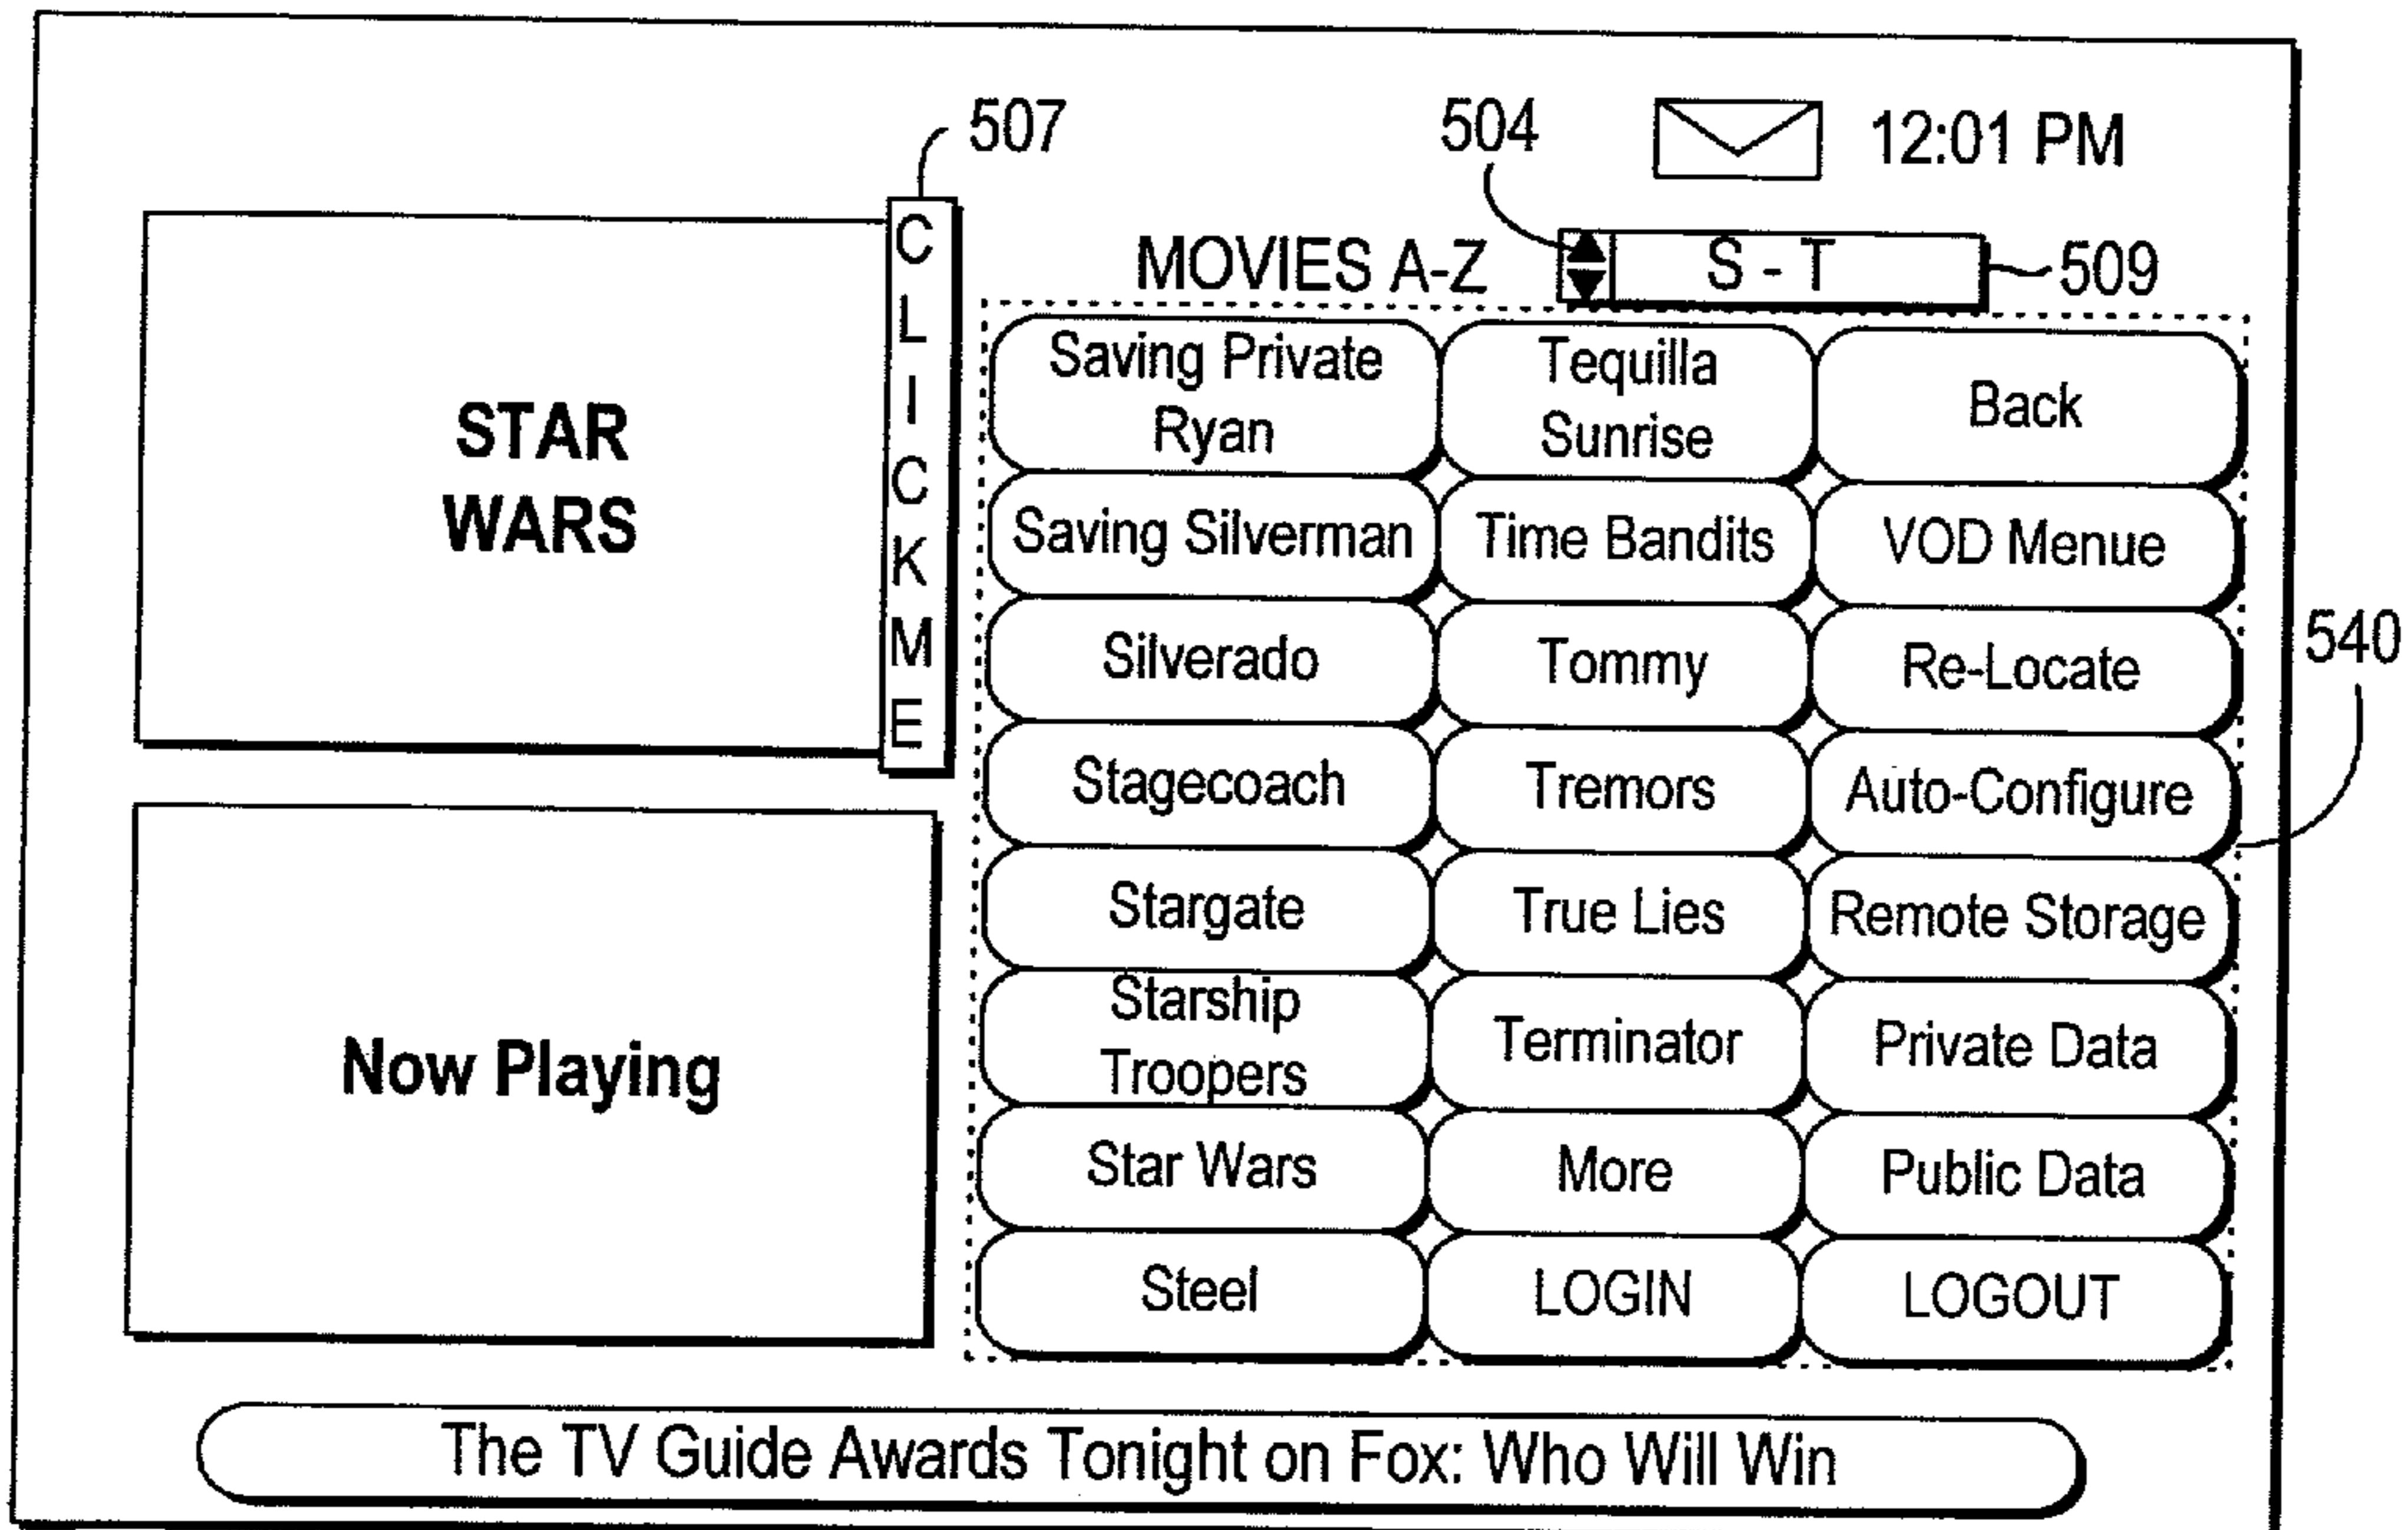 507
504
12:01 PM
MOVIES A-Z
S - T
509
STAR
WARS
CLICK ME
Saving Private
Ryan
Tequilla
Sunrise
Back
Saving Silverman
Time Bandits
VOD Menue
Silverado
Tommy
Re-Locate
540
Stagecoach
Tremors
Auto-Configure
Stargate
True Lies
Remote Storage
Now Playing
Starship
Troopers
Terminator
Private Data
Star Wars
More
Public Data
Steel
LOGIN
LOGOUT
The TV Guide Awards Tonight on Fox: Who Will Win